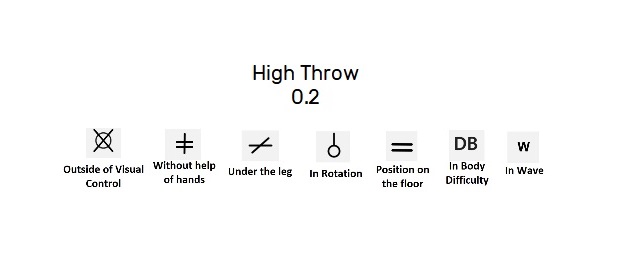 High Throw
0.2
DB
W
Outside of Visual
Control
Without help
of hands
Under the leg
In Rotation
Position on
the floor
In Body
Difficulty
In Wave